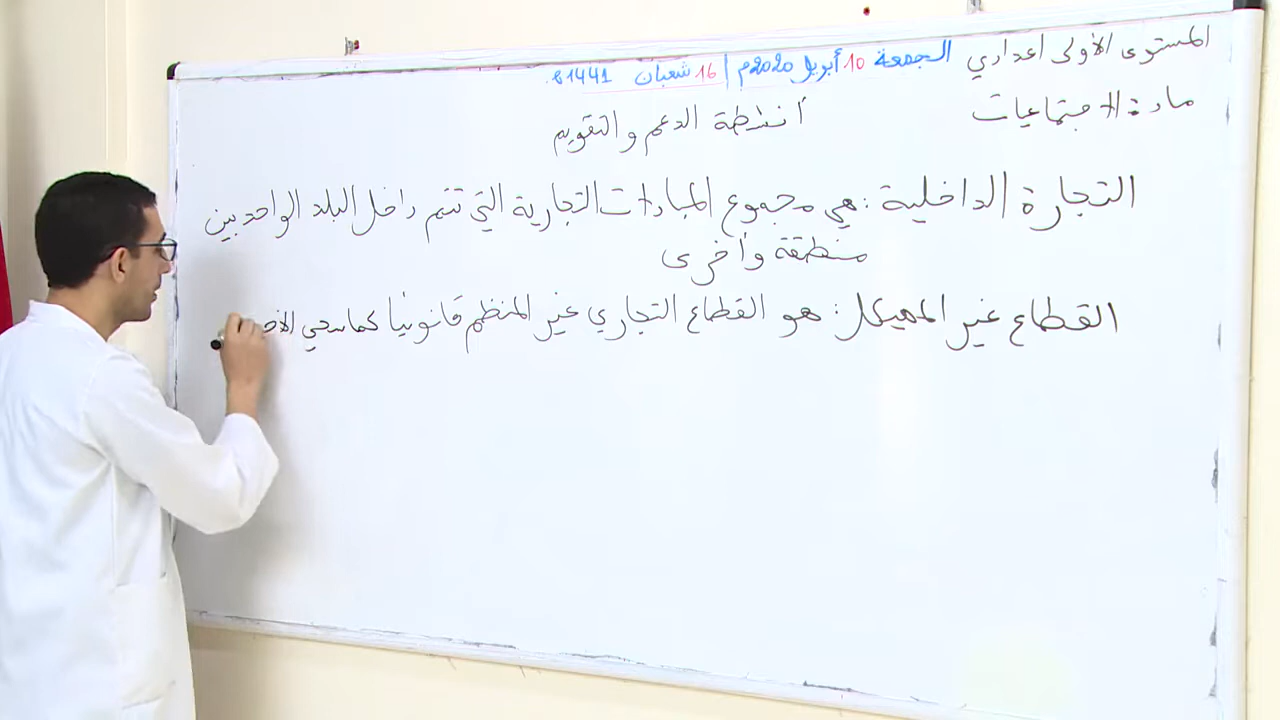 المستوى الأولى اعدادي الجمعة 10 أبريل 2020م | 16 شعبان 1441هـ
مادة الاجتماعيات
أنشطة الدعم والتقويم
التجارة الداخلية: هي مجموع المبادلات التجارية التي تتم داخل البلد الواحد بين
منطقة وأخرى
القطاع غير المهيكل: هو القطاع التجاري غير المنظم قانونيا كماسحي